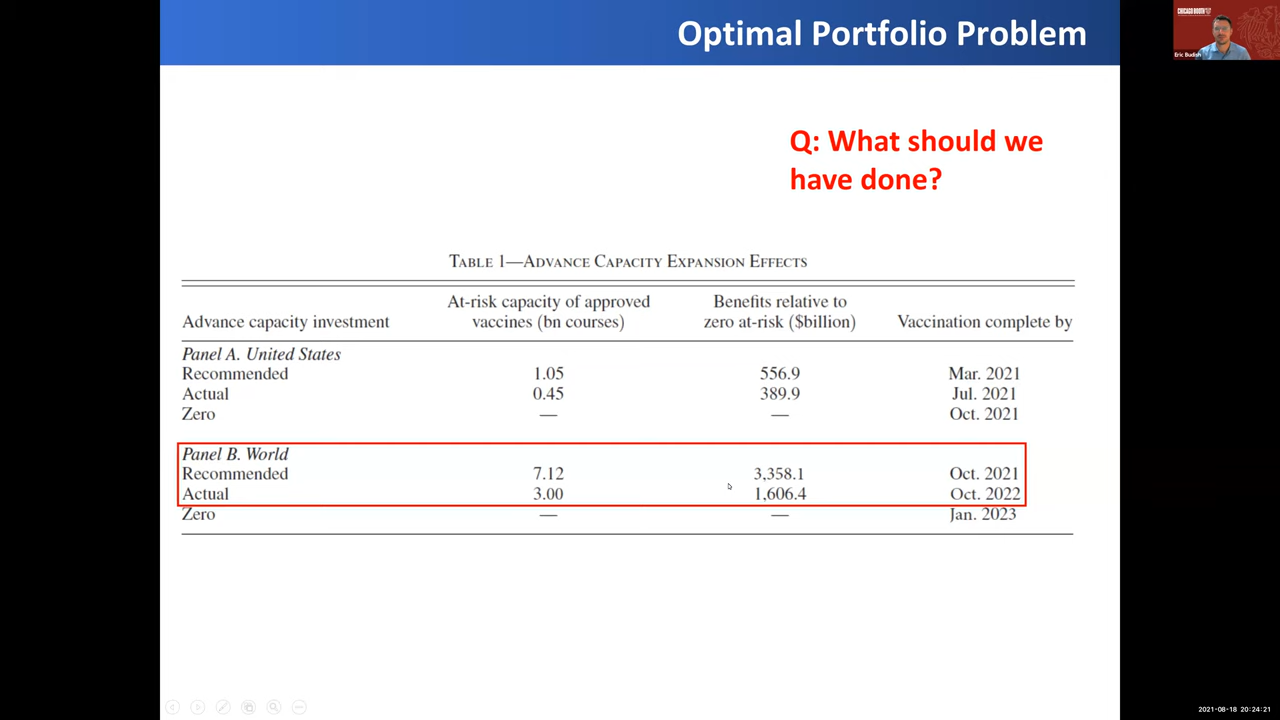 Optimal Portfolio Problem
CHICAGO BOOTH
Eric Budish
Q: What should we
have done?
TABLE 1—ADVANCE CAPACITY EXPANSION EFFECTS
At-risk capacity of approved Benefits relative to
Advance capacity investment vaccines (bn courses) zero at-risk ($billion) Vaccination complete by
Panel A. United States
Recommended 1.05 556.9 Mar. 2021
Actual 0.45 389.9 Jul. 2021
Zero — — Oct. 2021
Panel B. World
Recommended 7.12 3,358.1 Oct. 2021
Actual 3.00 1,606.4 Oct. 2022
Zero — — Jan. 2023
2021-08-18 20:24:21